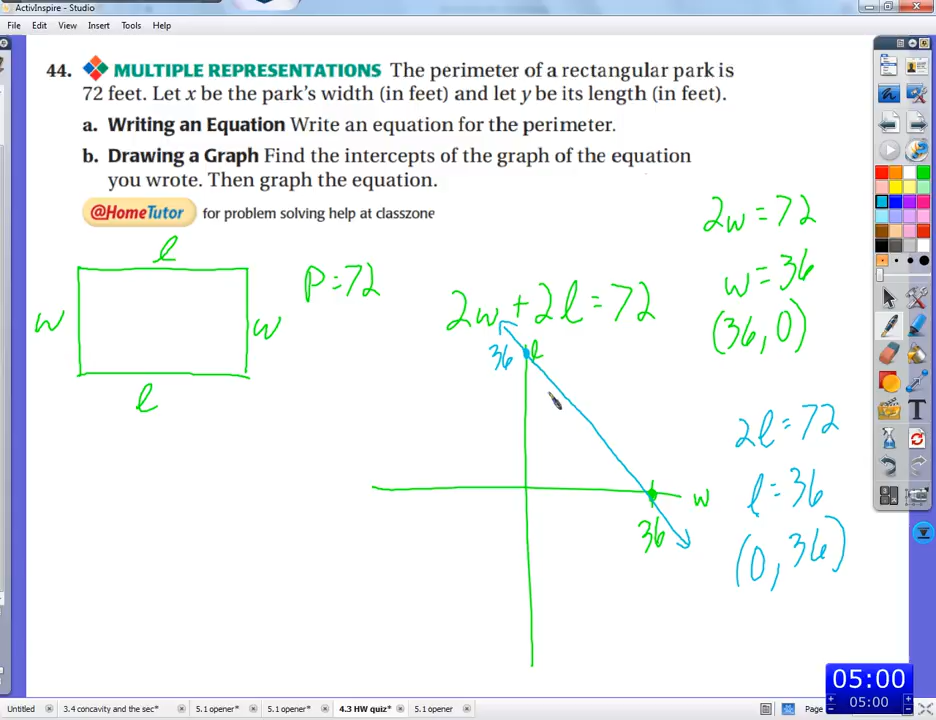 ActivInspire - Studio
File Edit View Insert Tools Help
44. MULTIPLE REPRESENTATIONS The perimeter of a rectangular park is
72 feet. Let x be the park's width (in feet) and let y be its length (in feet).
a. Writing an Equation Write an equation for the perimeter.
b. Drawing a Graph Find the intercepts of the graph of the equation
you wrote. Then graph the equation.
@HomeTutor for problem solving help at classzone
l
w
w
l
P=72
2w+2l=72
36
l
w
36
2w=72
w=36
(36,0)
2l=72
l=36
(0,36)
05:00
05:00
Untitled 3.4 concavity and the sec* 5.1 opener* 5.1 opener* 4.3 HW quiz* 5.1 opener Page